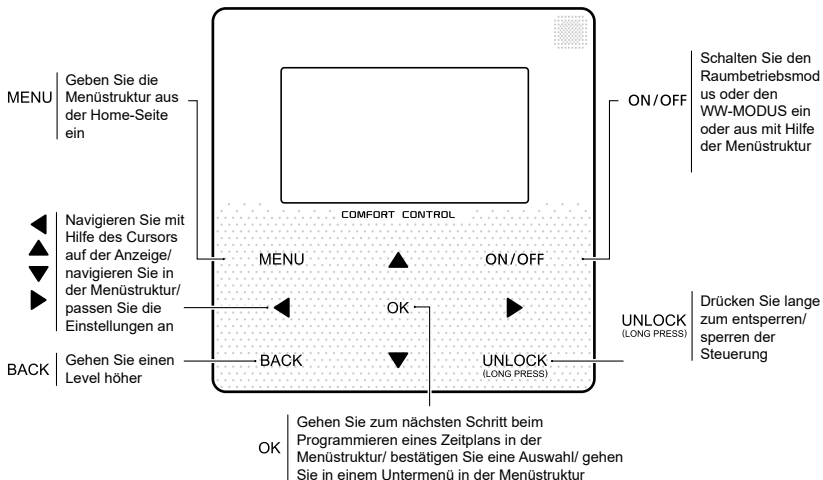 MENU
Geben Sie die
Menüstruktur aus
der Home-Seite
ein
ON/OFF
Schalten Sie den
Raumbetriebsmod
us oder den
WW-MODUS ein
oder aus mit Hilfe
der Menüstruktur
COMFORT CONTROL
MENU
ON/OFF
OK
BACK
UNLOCK
(LONG PRESS)
Navigieren Sie mit
Hilfe des Cursors
auf der Anzeige/
navigieren Sie in
der Menüstruktur/
passen Sie die
Einstellungen an
BACK
Gehen Sie einen
Level höher
UNLOCK
(LONG PRESS)
Drücken Sie lange
zum entsperren/
sperren der
Steuerung
OK
Gehen Sie zum nächsten Schritt beim
Programmieren eines Zeitplans in der
Menüstruktur/ bestätigen Sie eine Auswahl/ gehen
Sie in einem Untermenü in der Menüstruktur